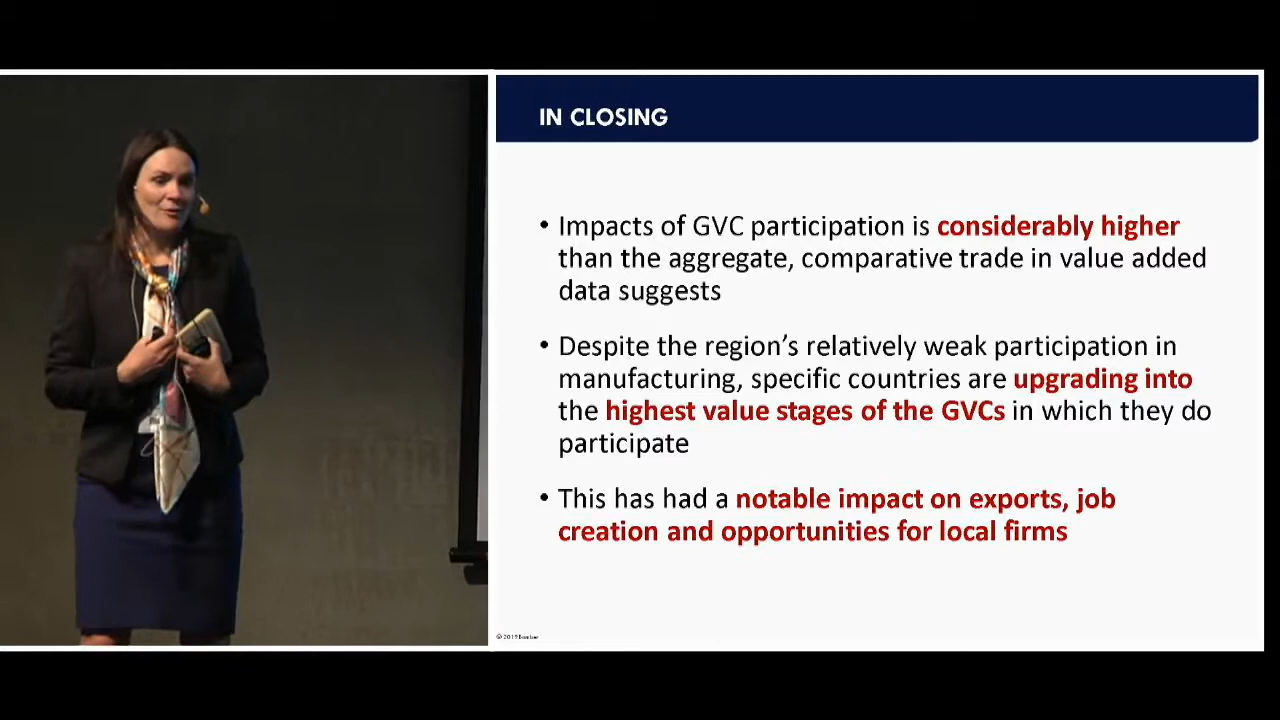 IN CLOSING
• Impacts of GVC participation is considerably higher
than the aggregate, comparative trade in value added
data suggests
• Despite the region's relatively weak participation in
manufacturing, specific countries are upgrading into
the highest value stages of the GVCs in which they do
participate
• This has had a notable impact on exports, job
creation and opportunities for local firms
© 2019